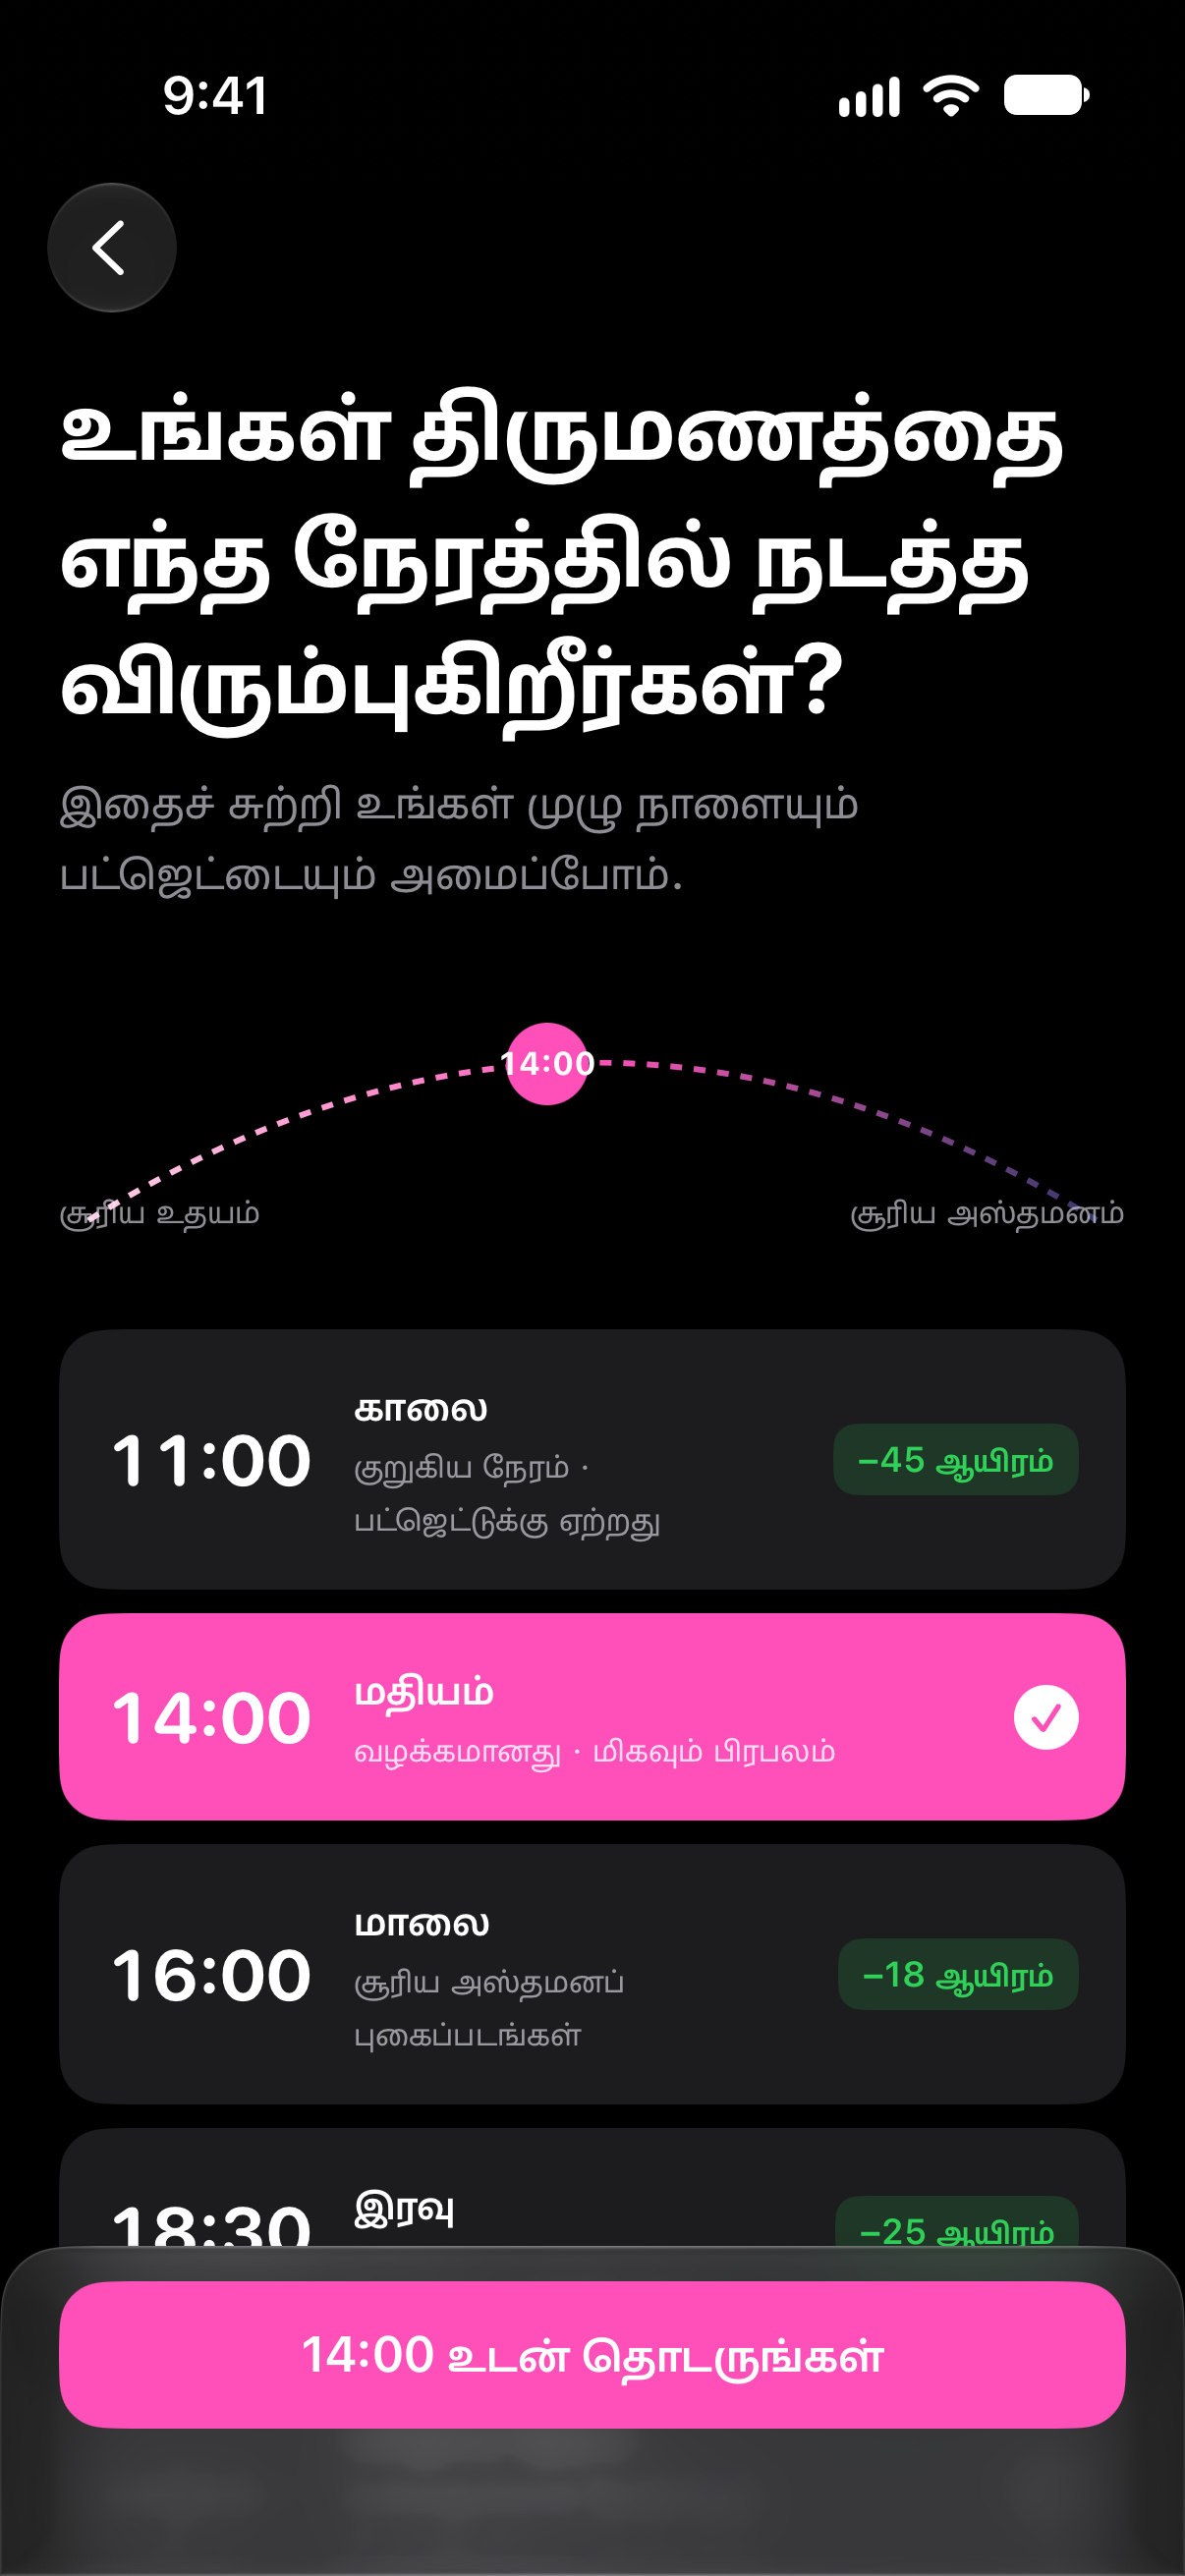 9:41
உங்கள் திருமணத்தை
எந்த நேரத்தில் நடத்த
விரும்புகிறீர்கள்?
இதைச் சுற்றி உங்கள் முழு நாளையும்
பட்ஜெட்டையும் அமைப்போம்.
14:00
சூரிய உதயம்
சூரிய அஸ்தமனம்
காலை
11:00
குறுகிய நேரம் ·
பட்ஜெட்டுக்கு ஏற்றது
–45 ஆயிரம்
மதியம்
14:00
வழக்கமானது · மிகவும் பிரபலம்
மாலை
16:00
சூரிய அஸ்தமனப்
புகைப்படங்கள்
–18 ஆயிரம்
இரவு
18:30
–25 ஆயிரம்
14:00 உடன் தொடருங்கள்